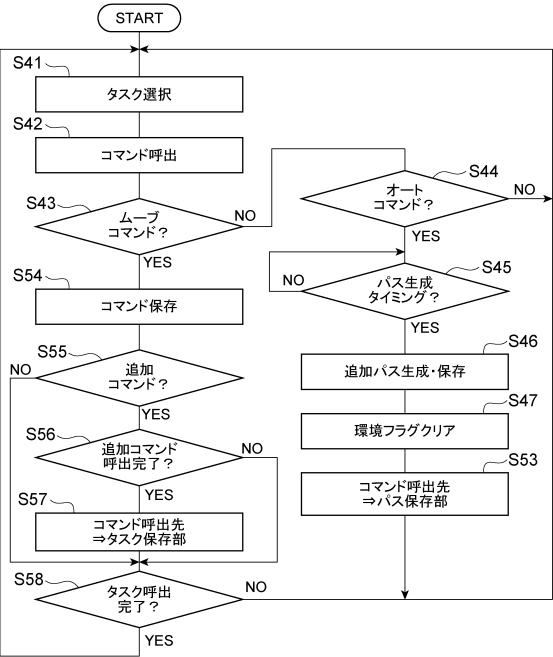 START
S41
タスク選択
S42
コマンド呼出
S43
ムーブ
コマンド？
NO
YES
S44
オート
コマンド？
NO
YES
S45
パス生成
タイミング？
NO
YES
S46
追加パス生成・保存
S47
環境フラグクリア
S53
コマンド呼出先
⇒パス保存部
S54
コマンド保存
S55
追加
コマンド？
NO
YES
S56
追加コマンド
呼出完了？
NO
YES
S57
コマンド呼出先
⇒タスク保存部
S58
タスク呼出
完了？
NO
YES